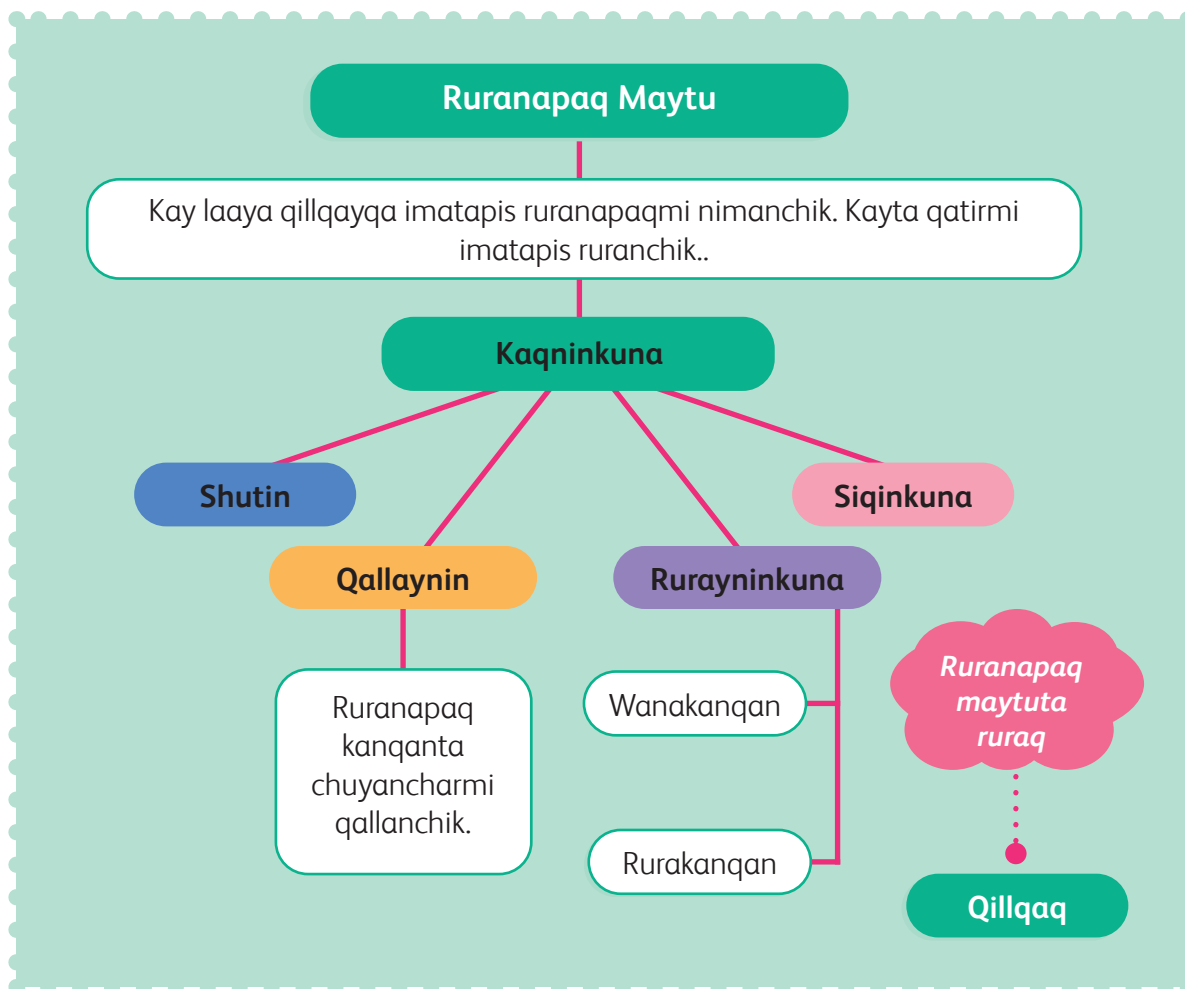 Ruranapaq Maytu
Kay laaya qillqayqa imatapis ruranapaqmi nimanchik. Kayta qatirmi
imatapis ruranchik..
Kaqninkuna
Shutin
Siqinkuna
Qallaynin
Rurayninkuna
Ruranapaq
kanqanta
chuyancharmi
qallanchik.
Wanakanqan
Rurakanqan
Ruranapaq
maytuta
ruraq
Qillqaq